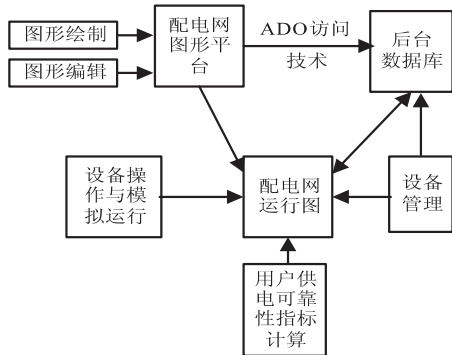 图形绘制
图形编辑
配电网
图形平
台
ADO访问
技术
后台
数据库
设备操
作与模
拟运行
配电网
运行图
设备
管理
用户供
电可靠
性指标
计算